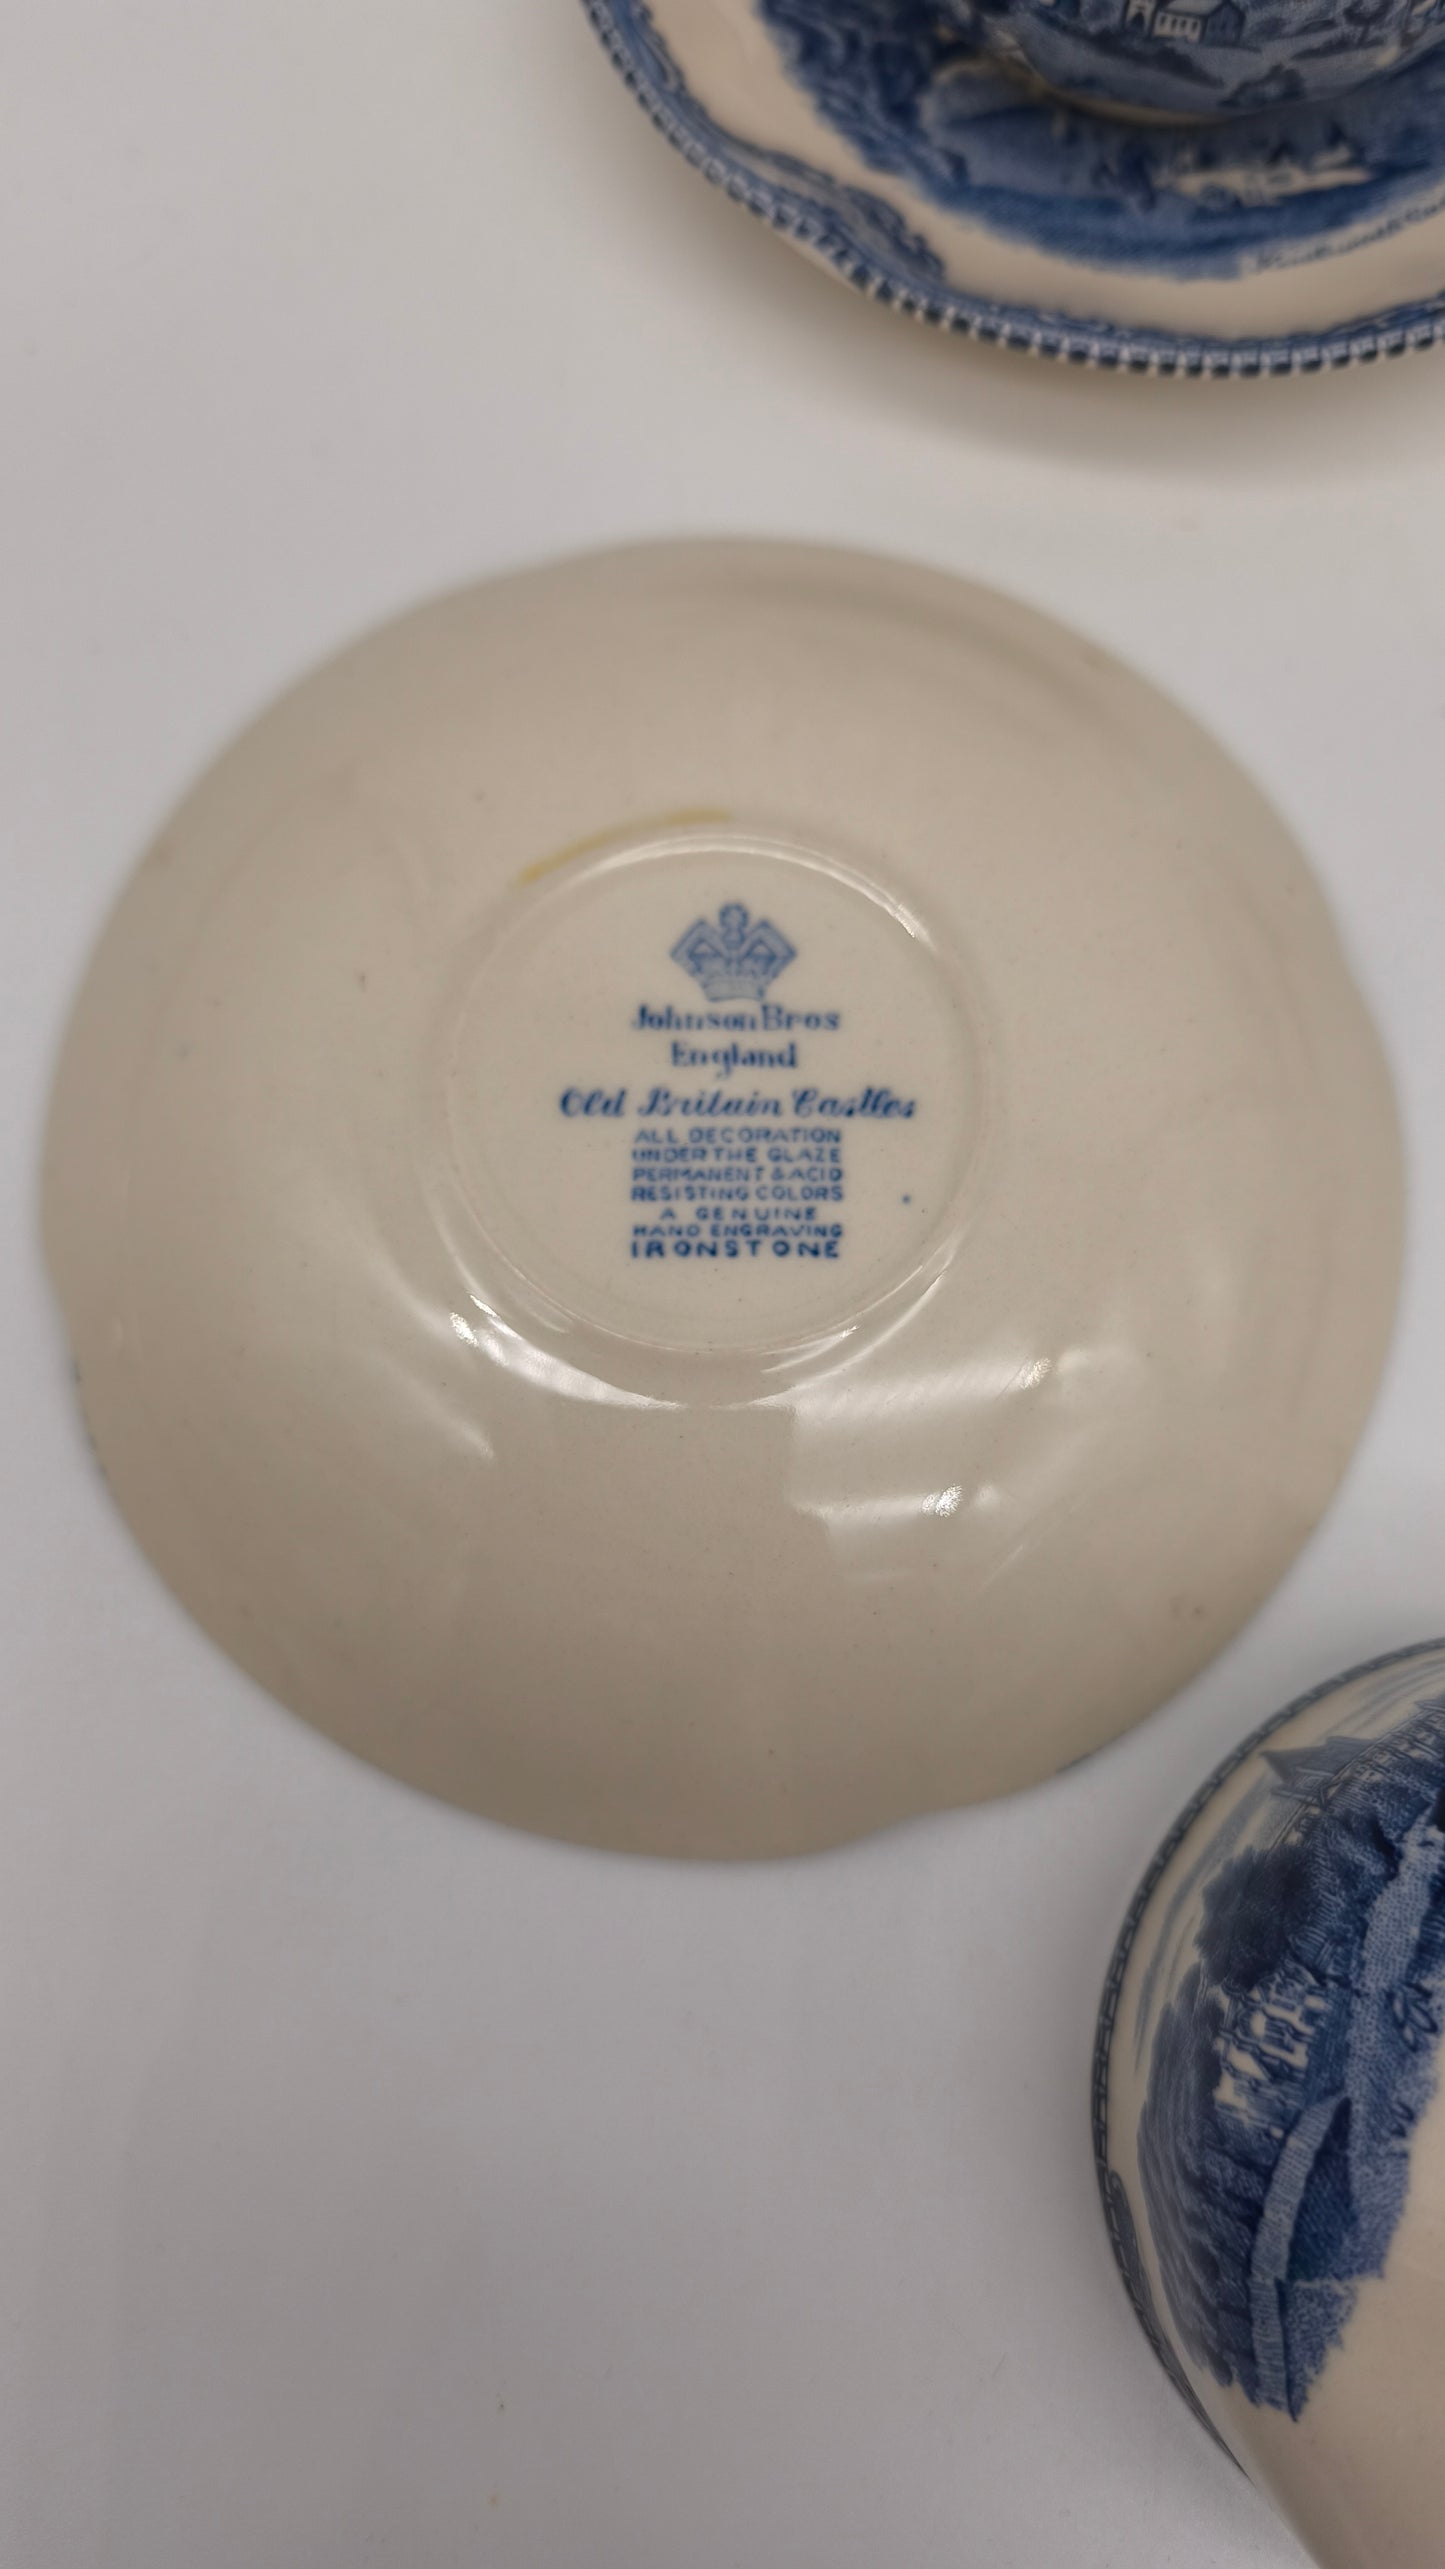 Johnson Bros
England
Old Britain Castles
ALL DECORATION
UNDER THE GLAZE
PERMANENT & ACID
RESISTING COLORS
A GENUINE
HAND ENGRAVING
IRONSTONE